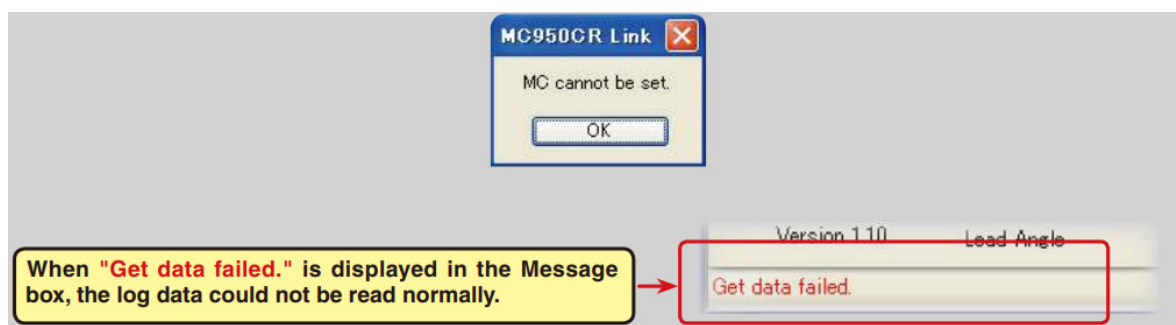 MC950CR Link
MC cannot be set.
OK
Version 1.10 Lead Angle
When "Get data failed." is displayed in the Message
box, the log data could not be read normally.
Get data failed.